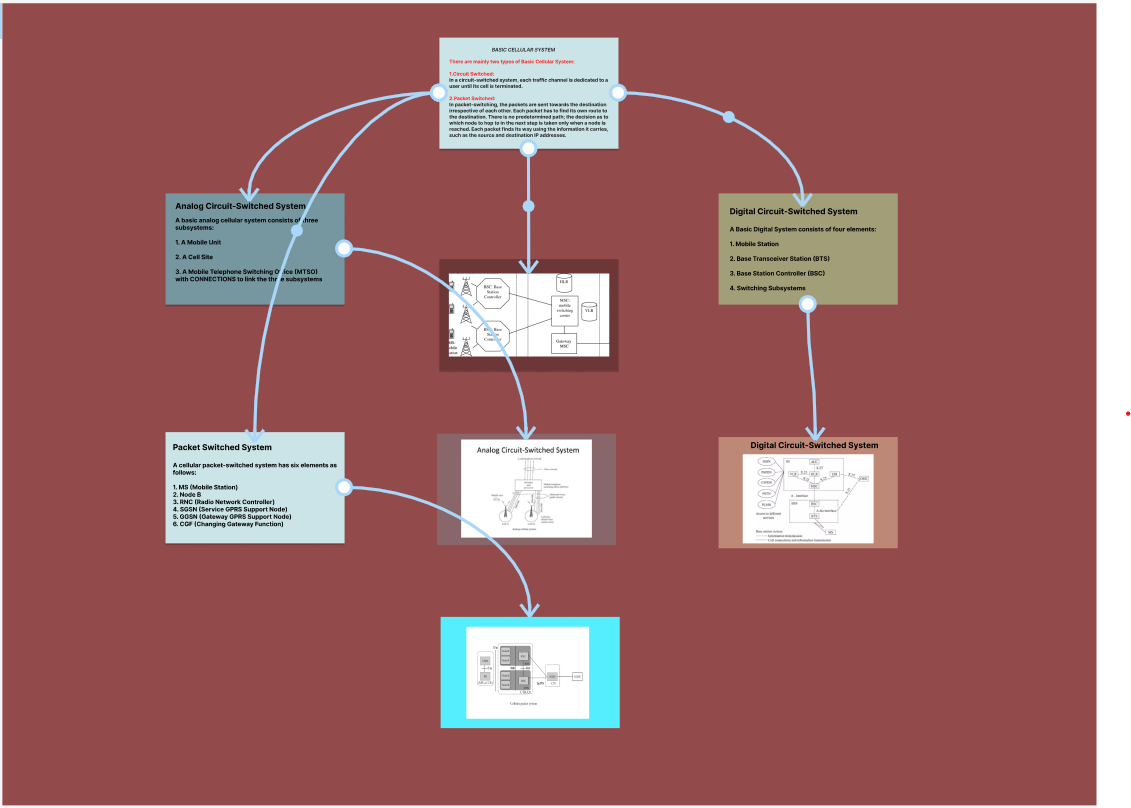 BASIC CELLULAR SYSTEM
There are mainly two types of Basic Cellular System:
1.Circuit Switched:
In a circuit-switched system, each traffic channel is dedicated to a
user until its cell is terminated.
2.Packet Switched:
In packet-switching, the packets are sent towards the destination
irrespective of each other. Each packet has to find its own route to
the destination. There is no predetermined path; the decision as to
which node to hop to in the next step is taken only when a node is
reached. Each packet finds its way using the information it carries,
such as the source and destination IP addresses.
Analog Circuit-Switched System
A basic analog cellular system consists of three
subsystems:
1. A Mobile Unit
2. A Cell Site
3. A Mobile Telephone Switching Office (MTSO)
with CONNECTIONS to link the three subsystems
Digital Circuit-Switched System
A Basic Digital System consists of four elements:
1. Mobile Station
2. Base Transceiver Station (BTS)
3. Base Station Controller (BSC)
4. Switching Subsystems
BSC: Base
Station
Controller
HLR
MSC:
mobile
switching
center
VLR
BSC: Base
Station
Controller
Gateway
MSC
Packet Switched System
A cellular packet-switched system has six elements as
follows:
1. MS (Mobile Station)
2. Node B
3. RNC (Radio Network Controller)
4. SGSN (Service GPRS Support Node)
5. GGSN (Gateway GPRS Support Node)
6. CGF (Changing Gateway Function)
Analog Circuit-Switched System
Digital Circuit-Switched System
A - Interface
A-bis interface
MS
Cellular packet system